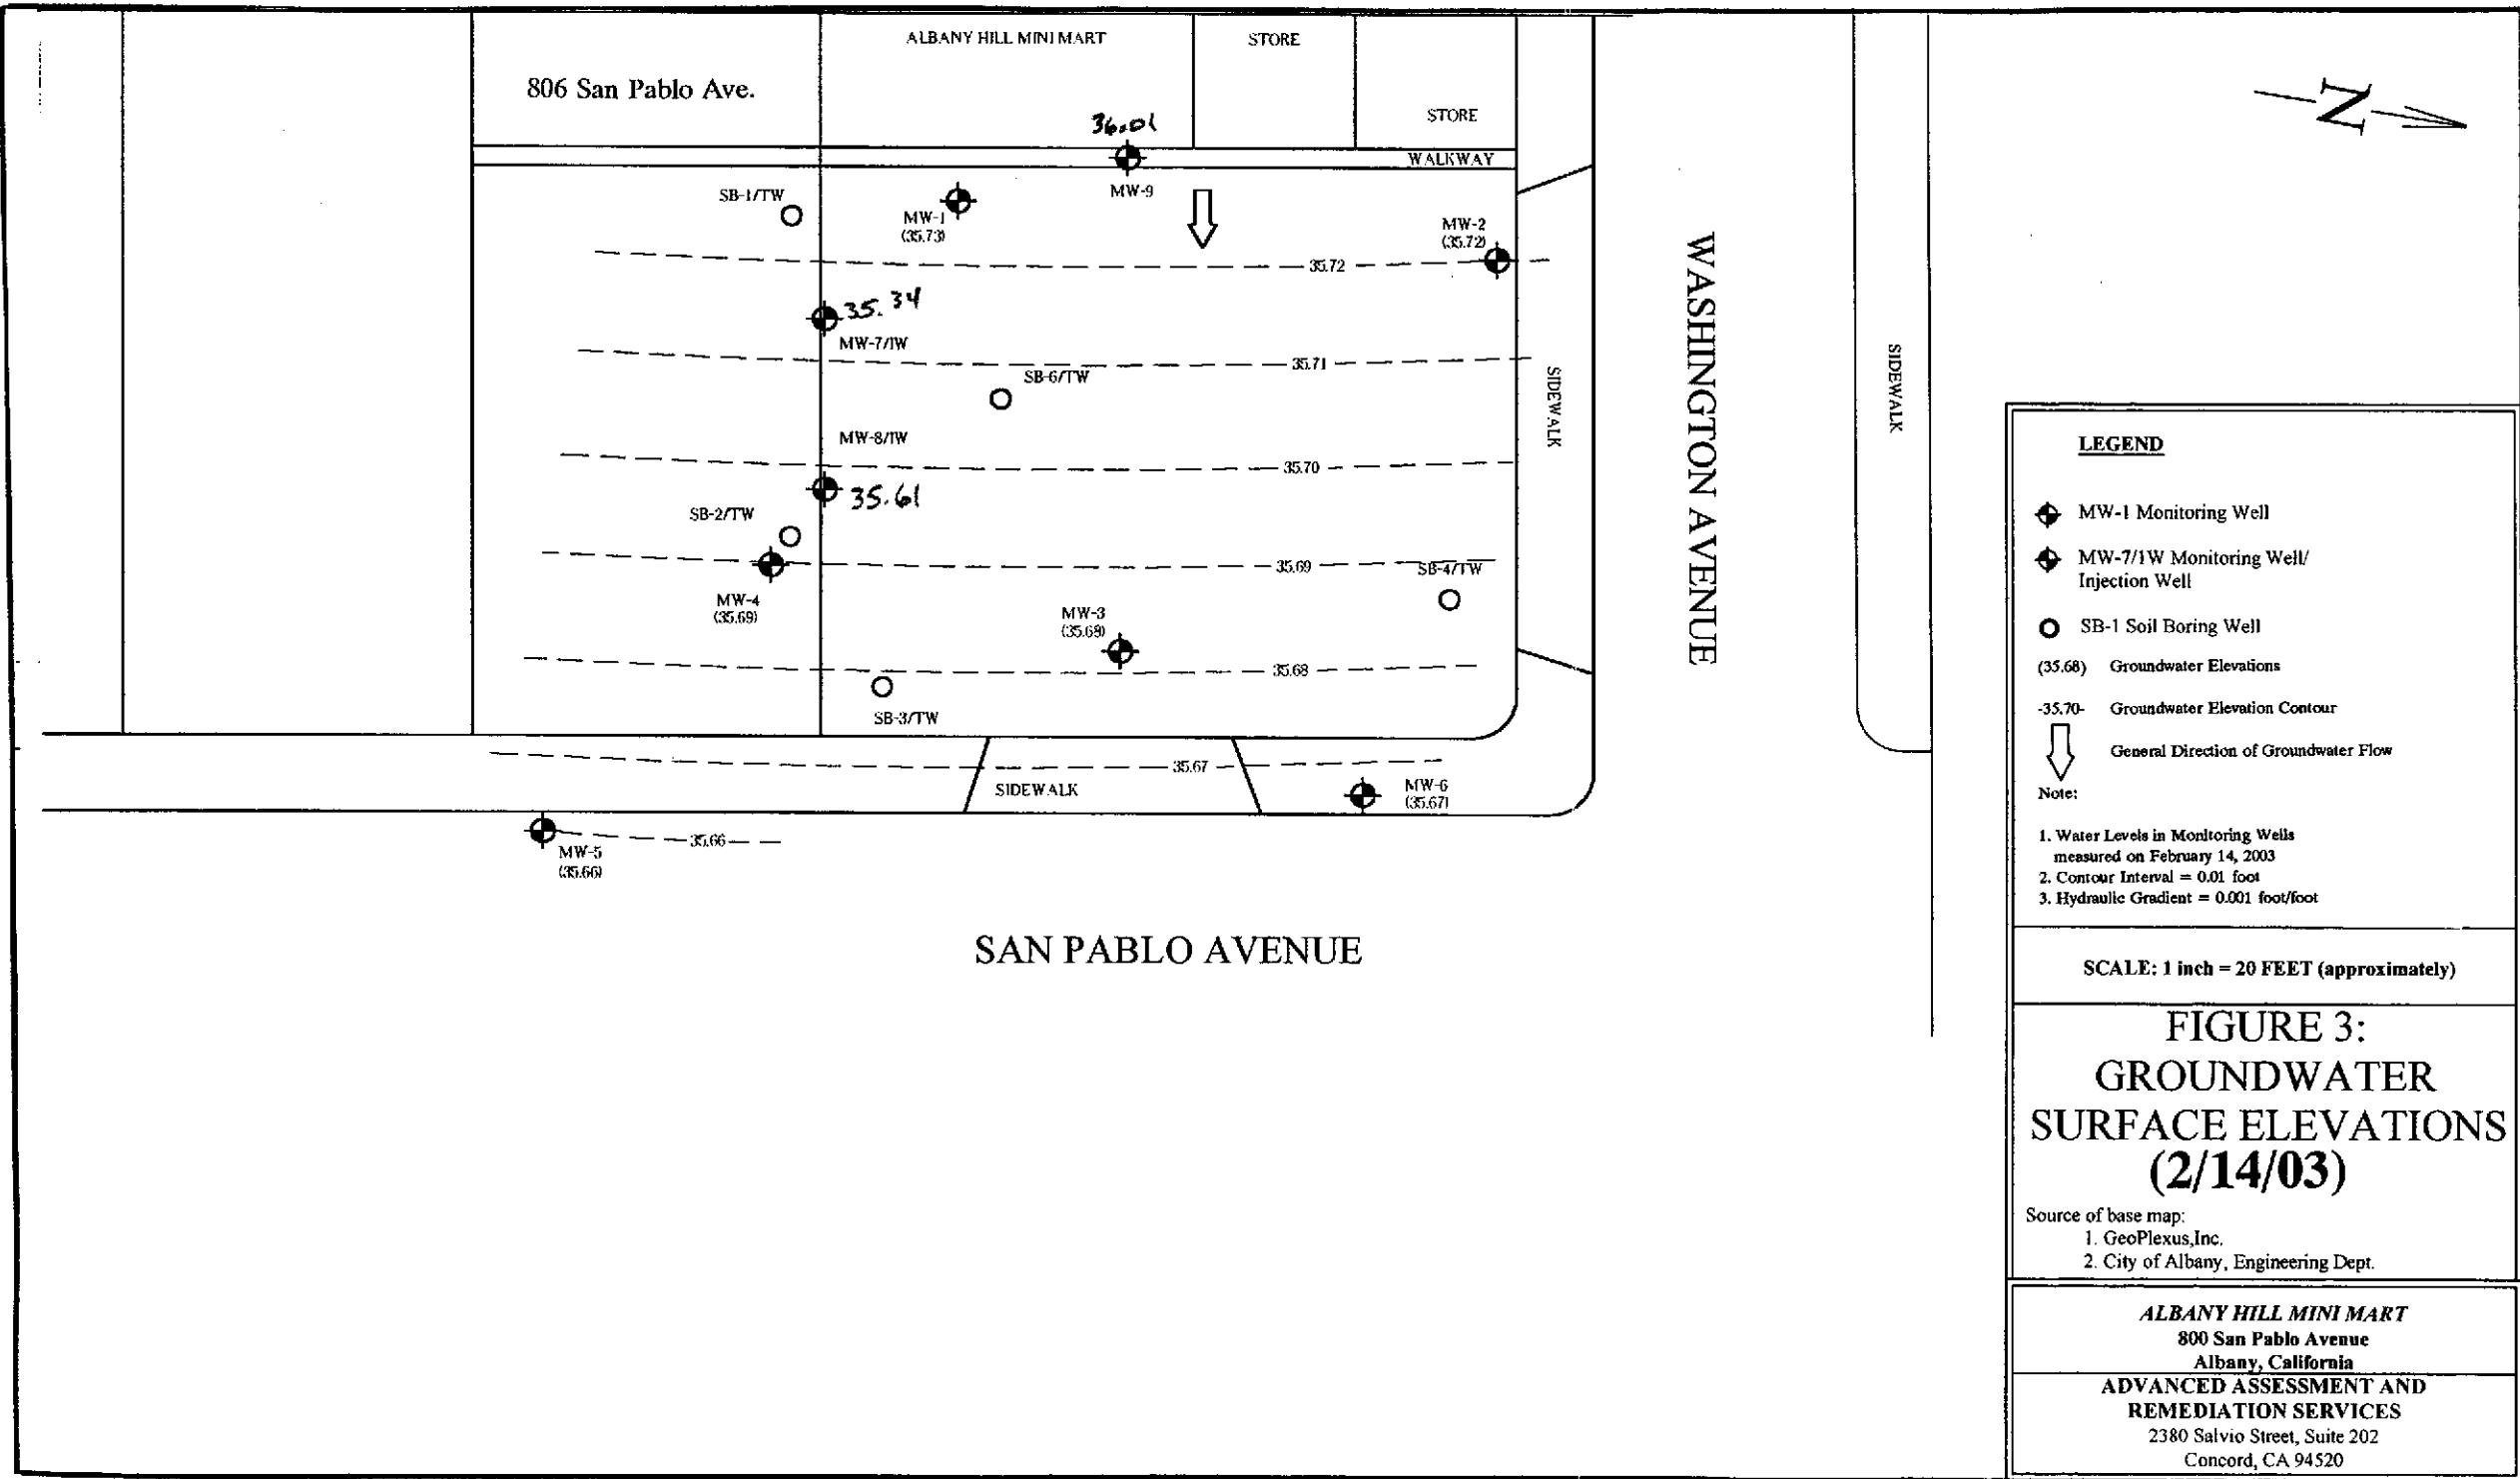 ALBANY HILL MINI MART
STORE
806 San Pablo Ave.
STORE
36.01
WALKWAY
MW-9
SB-1/TW
MW-1
(35.73)
MW-2
(35.72)
35.72
35.34
MW-7/1W
35.71
SB-6/TW
MW-8/1W
35.70
35.61
SB-2/TW
35.69
SB-4/TW
MW-4
(35.69)
MW-3
(35.68)
35.68
SB-3/TW
35.67
SIDEWALK
MW-6
(35.67)
35.66
MW-5
(35.66)
SAN PABLO AVENUE
SIDEWALK
WASHINGTON AVENUE
SIDEWALK
N
LEGEND
MW-1 Monitoring Well
MW-7/1W Monitoring Well/
Injection Well
SB-1 Soil Boring Well
(35.68) Groundwater Elevations
-35.70- Groundwater Elevation Contour
General Direction of Groundwater Flow
Note:
1. Water Levels in Monitoring Wells
measured on February 14, 2003
2. Contour Interval = 0.01 foot
3. Hydraulic Gradient = 0.001 foot/foot
SCALE: 1 inch = 20 FEET (approximately)
FIGURE 3:
GROUNDWATER
SURFACE ELEVATIONS
(2/14/03)
Source of base map:
1. GeoPlexus,Inc.
2. City of Albany, Engineering Dept.
ALBANY HILL MINI MART
800 San Pablo Avenue
Albany, California
ADVANCED ASSESSMENT AND
REMEDIATION SERVICES
2380 Salvio Street, Suite 202
Concord, CA 94520